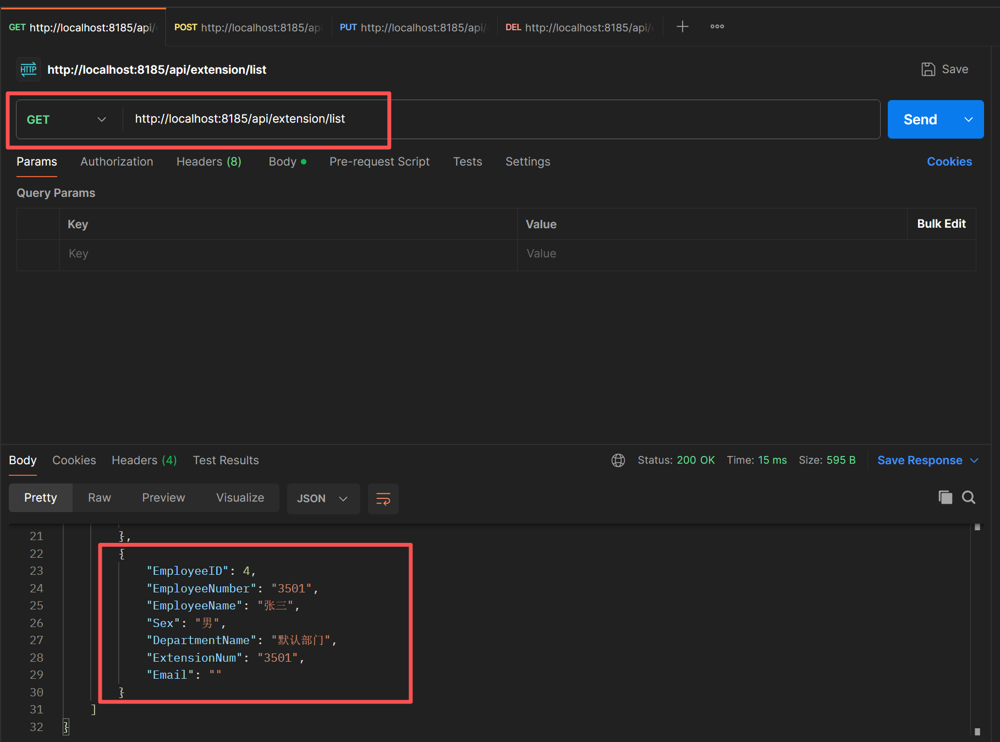 GET http://localhost:8185/api/ POST http://localhost:8185/api PUT http://localhost:8185/api/ DEL http://localhost:8185/api/
HTTP http://localhost:8185/api/extension/list Save
GET http://localhost:8185/api/extension/list Send
Params Authorization Headers (8) Body Pre-request Script Tests Settings Cookies
Query Params
Key Value Bulk Edit
Key Value
Body Cookies Headers (4) Test Results Status: 200 OK Time: 15 ms Size: 595 B Save Response
Pretty Raw Preview Visualize JSON
21 },
22 {
23 "EmployeeID": 4,
24 "EmployeeNumber": "3501",
25 "EmployeeName": "张三",
26 "Sex": "男",
27 "DepartmentName": "默认部门",
28 "ExtensionNum": "3501",
29 "Email": ""
30 }
31 ]
32 }